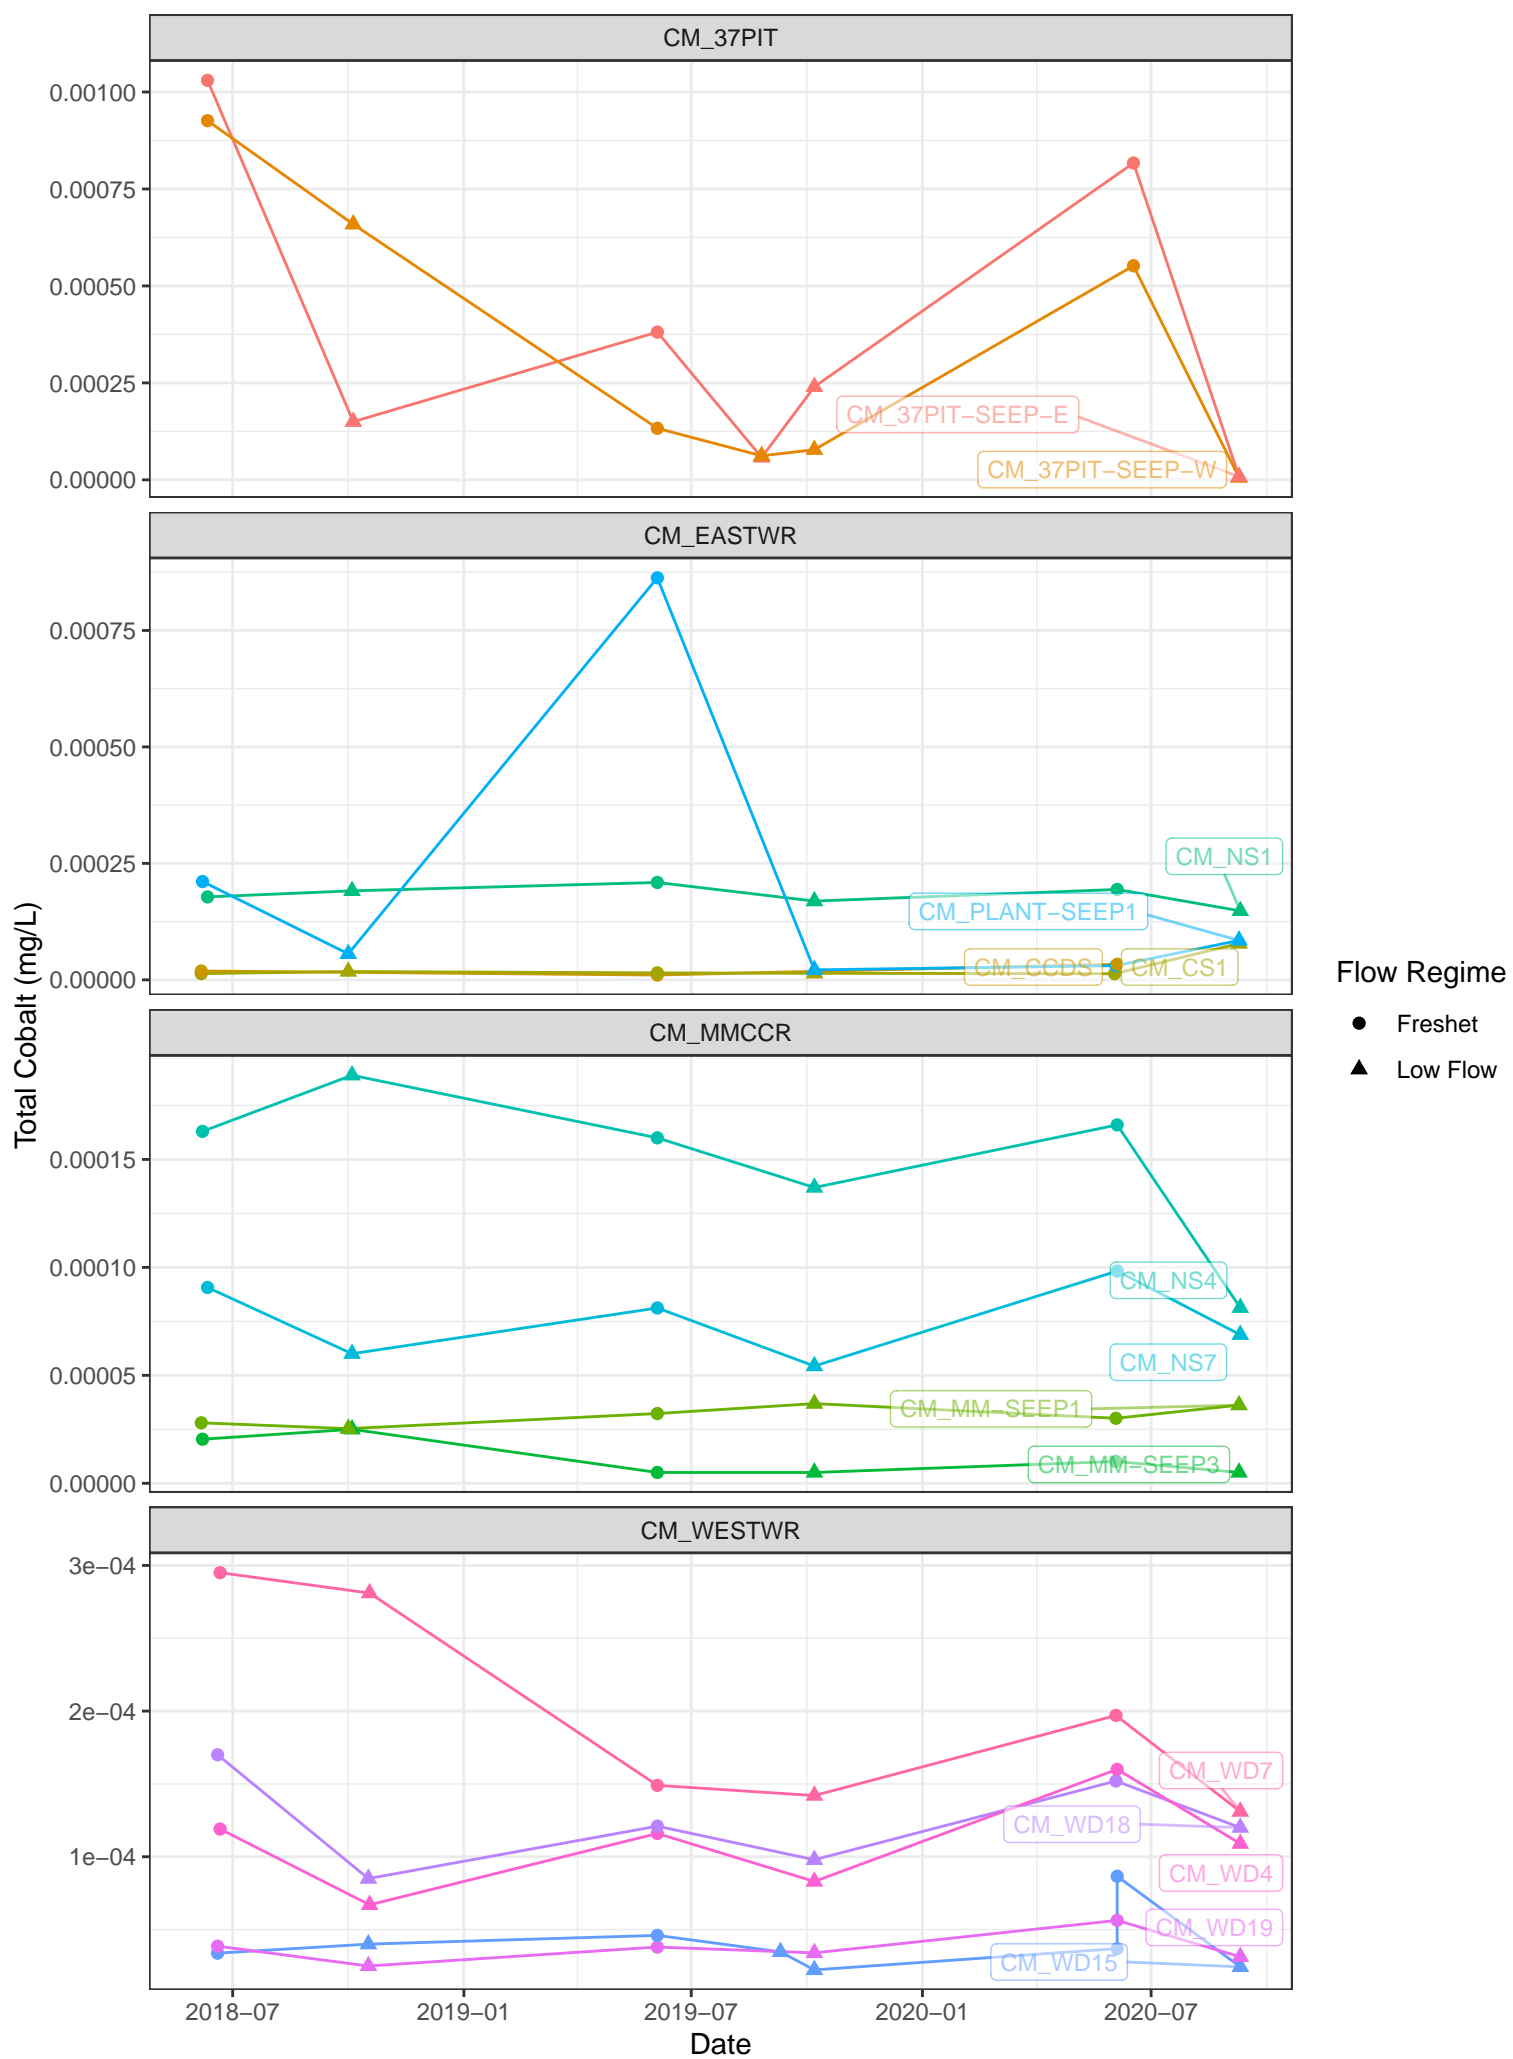 CM_37PIT
0.00100
0.00075
0.00050
0.00025
0.00000
CM_37PIT−SEEP−E
CM_37PIT−SEEP−W
CM_EASTWR
0.00075
0.00050
0.00025
0.00000
CM_NS1
CM_PLANT−SEEP1
CM_CCDS
CM_CS1
Total Cobalt (mg/L)
Flow Regime
Freshet
Low Flow
CM_MMCCR
0.00015
0.00010
0.00005
0.00000
CM_NS4
CM_NS7
CM_MM−SEEP1
CM_MM−SEEP3
CM_WESTWR
3e−04
2e−04
1e−04
CM_WD7
CM_WD18
CM_WD4
CM_WD19
CM_WD15
2018−07
2019−01
2019−07
2020−01
2020−07
Date